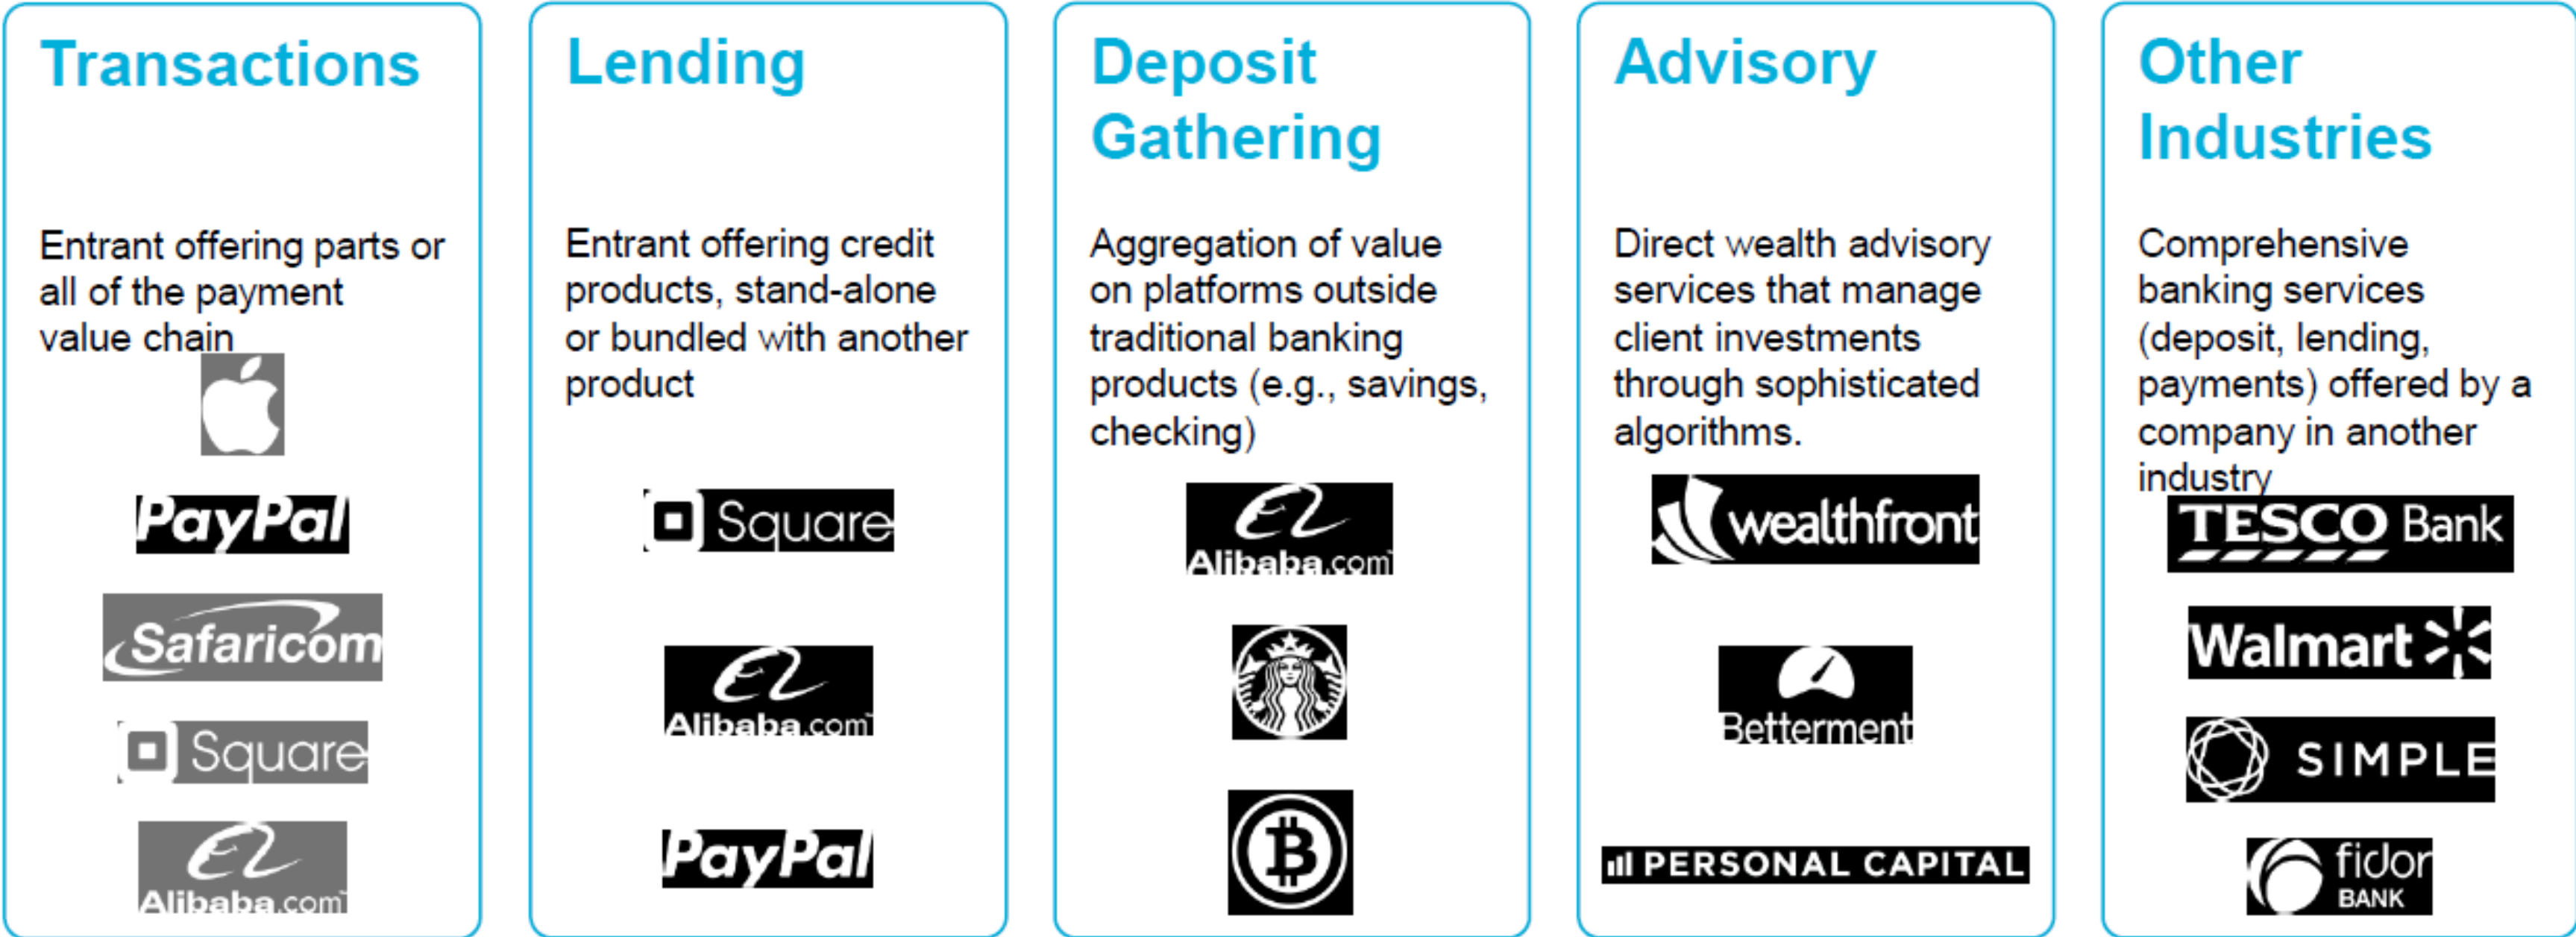 Transactions
Entrant offering parts or
all of the payment
value chain
PayPal
Safaricom
Square
Alibaba.com
Lending
Entrant offering credit
products, stand-alone
or bundled with another
product
Square
Alibaba.com
PayPal
Deposit
Gathering
Aggregation of value
on platforms outside
traditional banking
products (e.g., savings,
checking)
Alibaba.com
Advisory
Direct wealth advisory
services that manage
client investments
through sophisticated
algorithms.
wealthfront
Betterment
PERSONAL CAPITAL
Other
Industries
Comprehensive
banking services
(deposit, lending,
payments) offered by a
company in another
industry
TESCO Bank
Walmart
SIMPLE
fidor
BANK